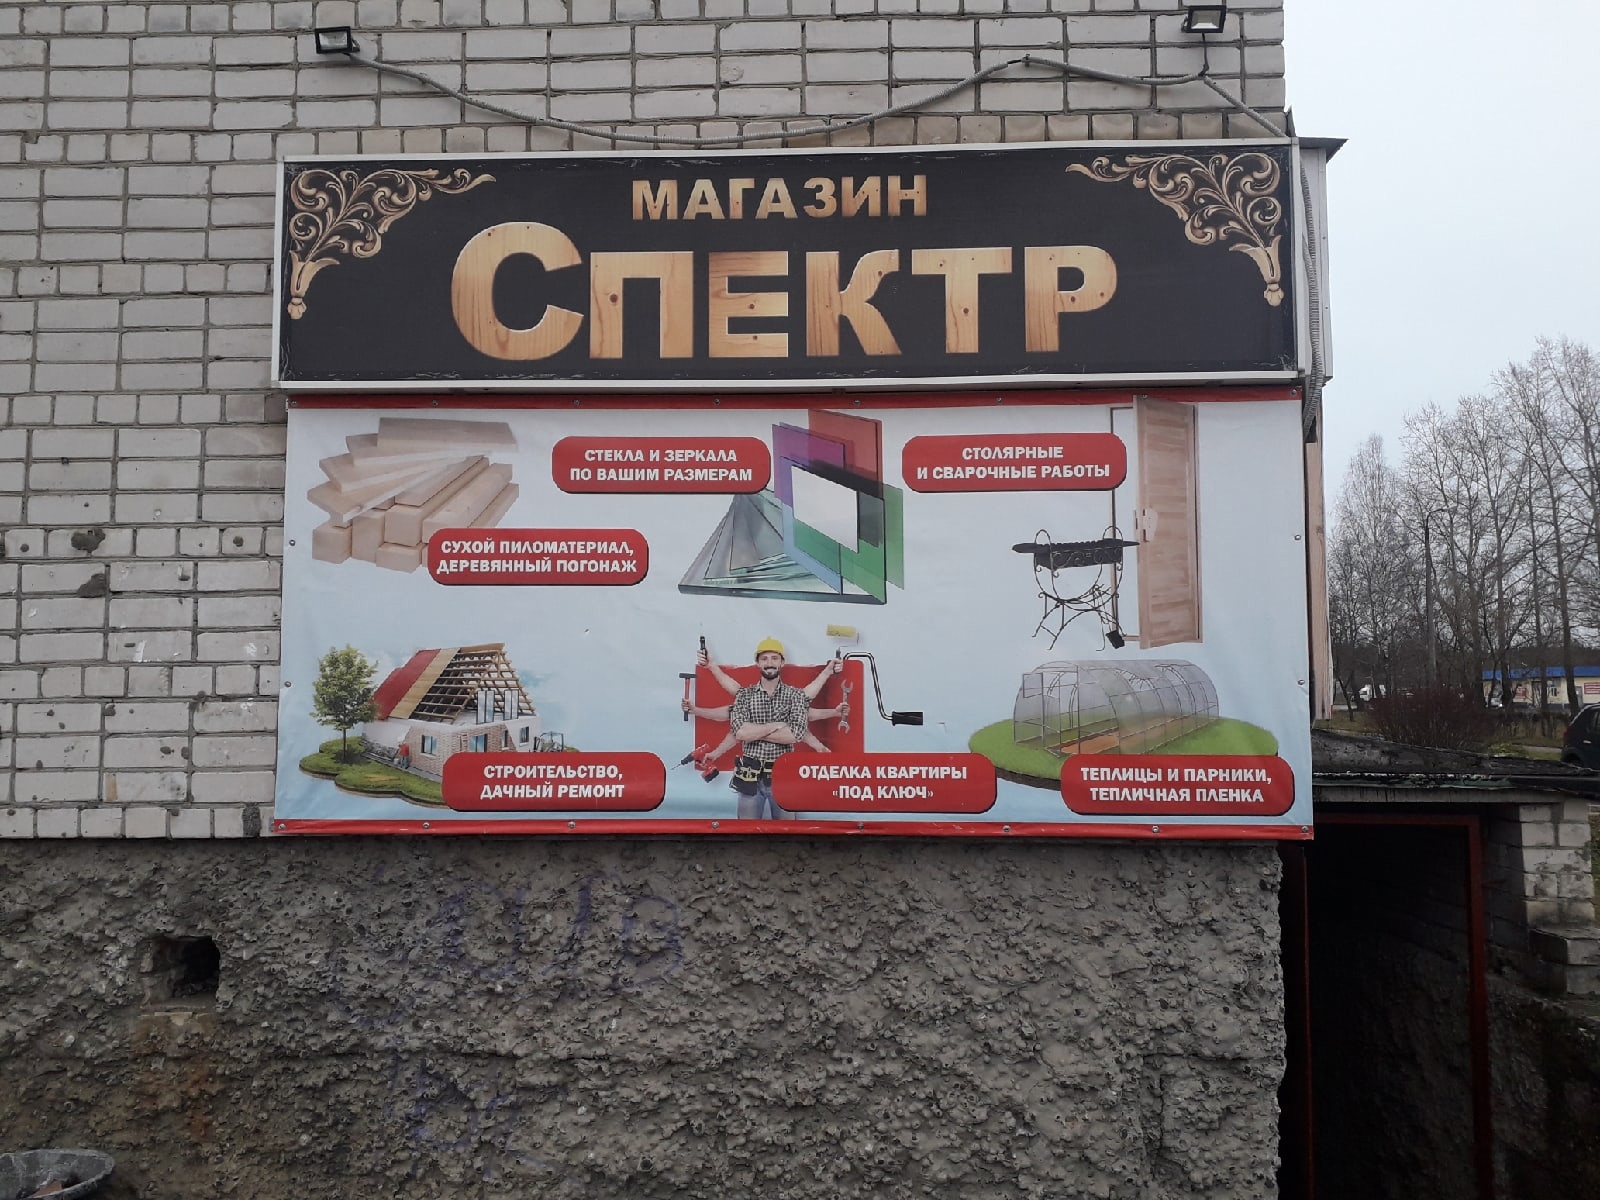 МАГАЗИН
СПЕКТР
СТЕКЛА И ЗЕРКАЛА
ПО ВАШИМ РАЗМЕРАМ
СТОЛЯРНЫЕ
И СВАРОЧНЫЕ РАБОТЫ
СУХОЙ ПИЛОМАТЕРИАЛ,
ДЕРЕВЯННЫЙ ПОГОНАЖ
СТРОИТЕЛЬСТВО,
ДАЧНЫЙ РЕМОНТ
ОТДЕЛКА КВАРТИРЫ
«ПОД КЛЮЧ»
ТЕПЛИЦЫ И ПАРНИКИ,
ТЕПЛИЧНАЯ ПЛЕНКА